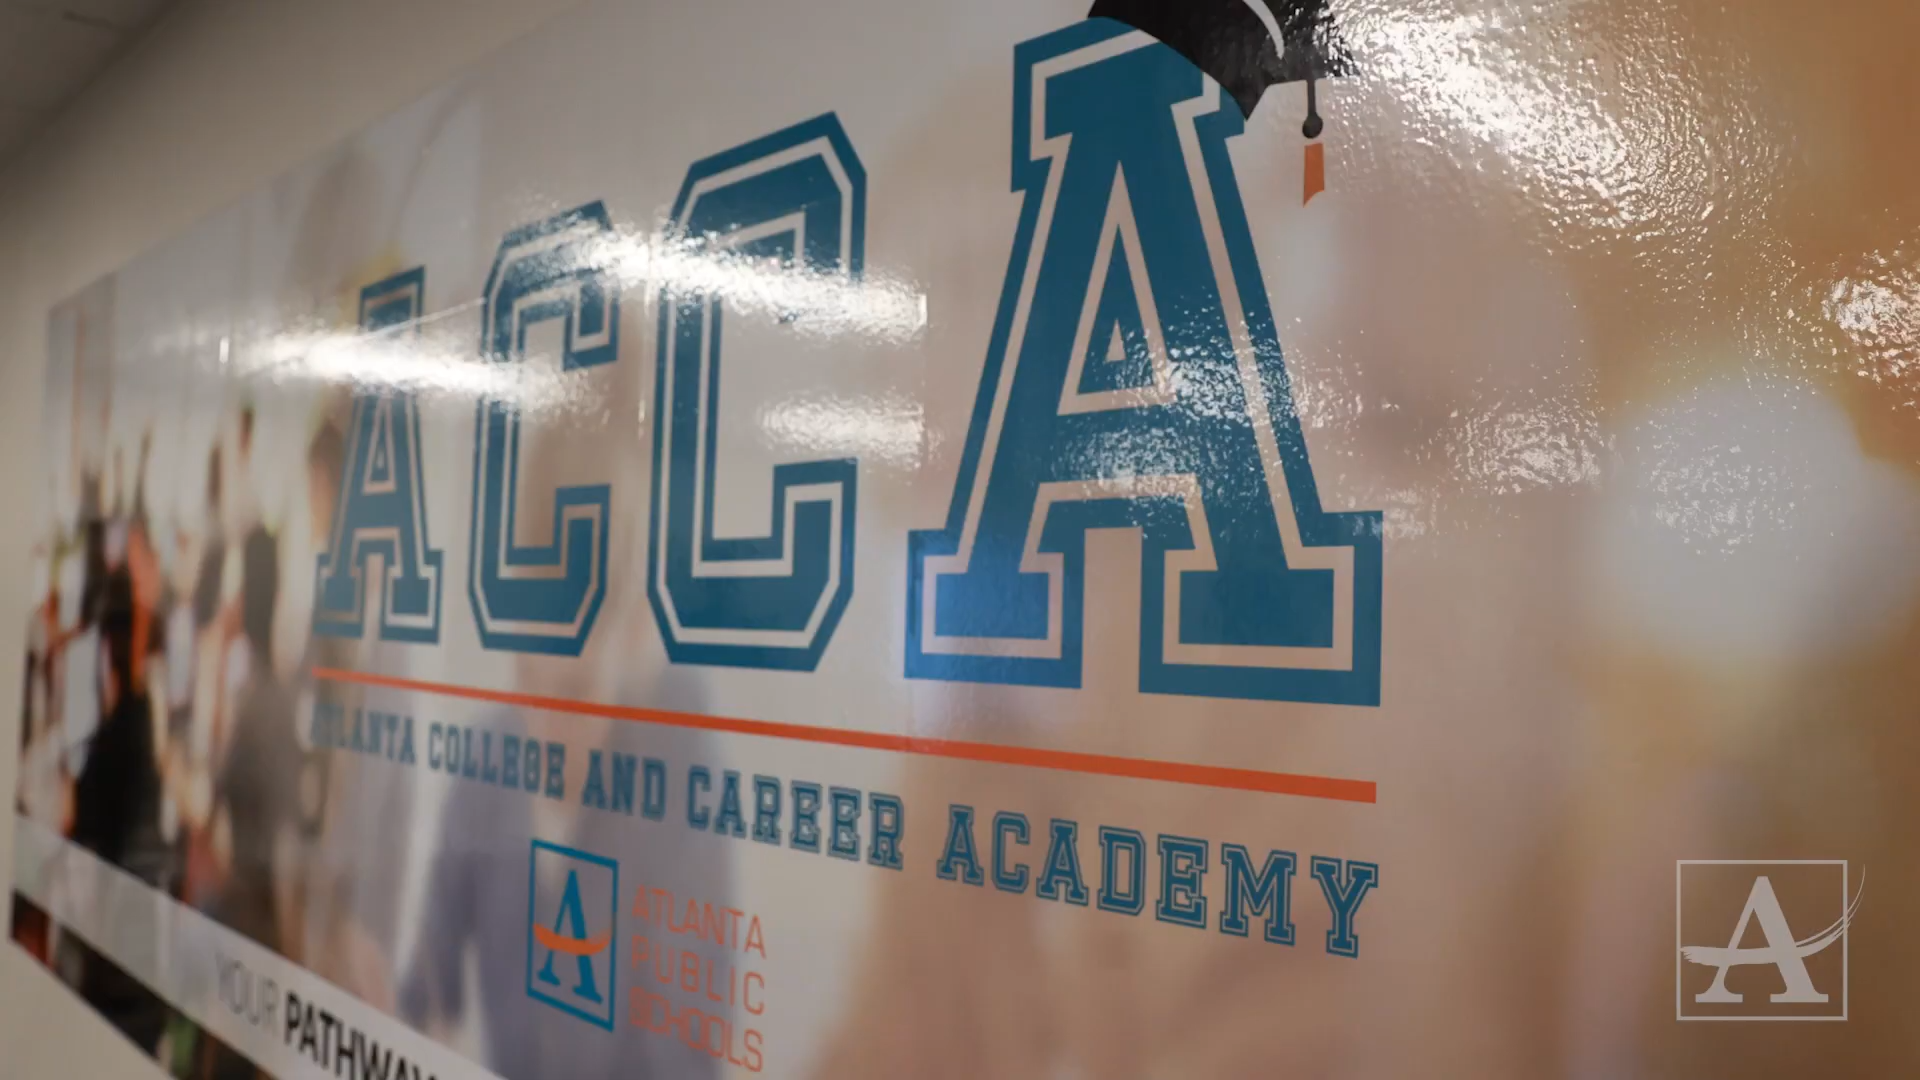 ACCA
ATLANTA COLLEGE AND CAREER ACADEMY
A
ATLANTA
PUBLIC
SCHOOLS
YOUR PATHWAY
A